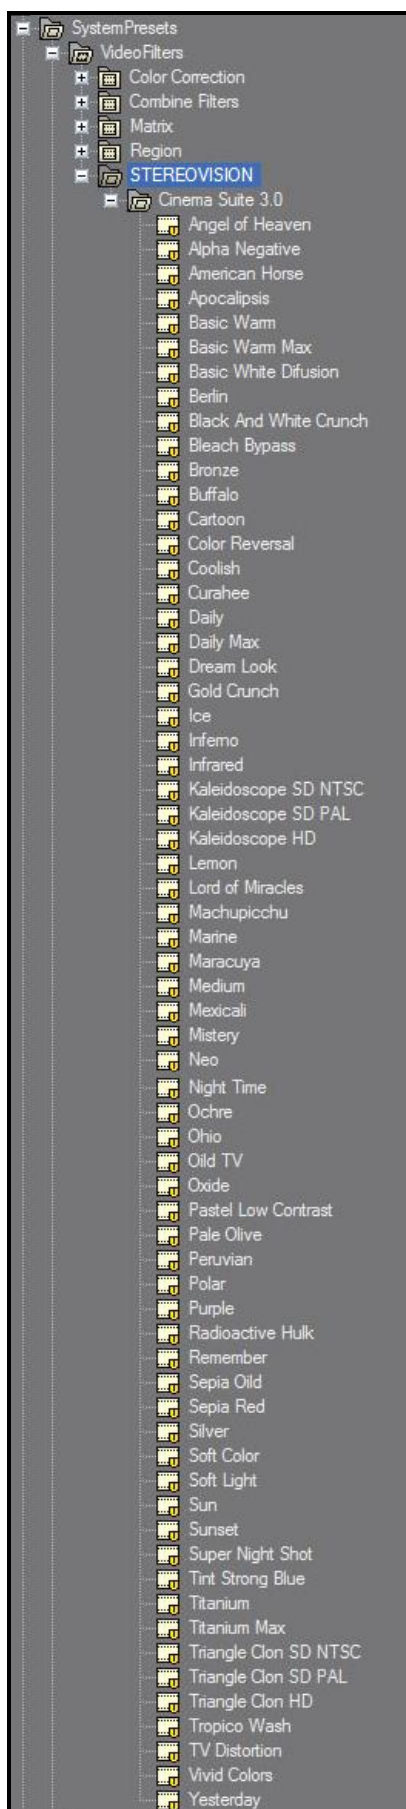 SystemPresets
VideoFilters
Color Correction
Combine Filters
Matrix
Region
STEREOVISION
Cinema Suite 3.0
Angel of Heaven
Alpha Negative
American Horse
Apocalipsis
Basic Warm
Basic Warm Max
Basic White Difusion
Berlin
Black And White Crunch
Bleach Bypass
Bronze
Buffalo
Cartoon
Color Reversal
Coolish
Curahee
Daily
Daily Max
Dream Look
Gold Crunch
Ice
Inferno
Infrared
Kaleidoscope SD NTSC
Kaleidoscope SD PAL
Kaleidoscope HD
Lemon
Lord of Miracles
Machupicchu
Marine
Maracuya
Medium
Mexicali
Mistery
Neo
Night Time
Ochre
Ohio
Oild TV
Oxide
Pastel Low Contrast
Pale Olive
Peruvian
Polar
Purple
Radioactive Hulk
Remember
Sepia Oild
Sepia Red
Silver
Soft Color
Soft Light
Sun
Sunset
Super Night Shot
Tint Strong Blue
Titanium
Titanium Max
Triangle Clon SD NTSC
Triangle Clon SD PAL
Triangle Clon HD
Tropico Wash
TV Distortion
Vivid Colors
Yesterday